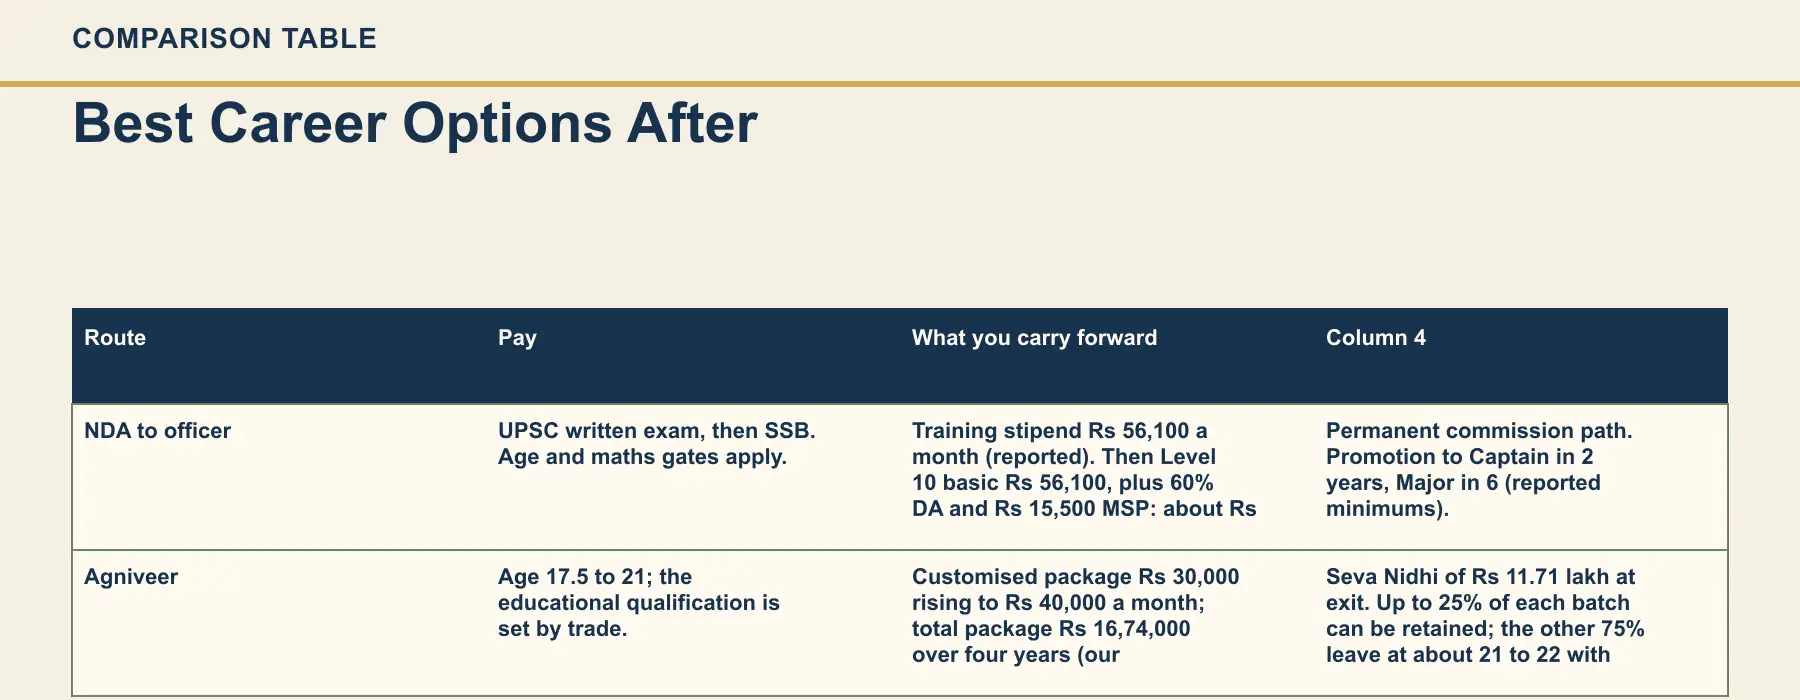 COMPARISON TABLE
Best Career Options After
Route
Pay
What you carry forward
Column 4
NDA to officer
UPSC written exam, then SSB.
Age and maths gates apply.
Training stipend Rs 56,100 a
month (reported). Then Level
10 basic Rs 56,100, plus 60%
DA and Rs 15,500 MSP: about Rs
Permanent commission path.
Promotion to Captain in 2
years, Major in 6 (reported
minimums).
Agniveer
Age 17.5 to 21; the
educational qualification is
set by trade.
Customised package Rs 30,000
rising to Rs 40,000 a month;
total package Rs 16,74,000
over four years (our
Seva Nidhi of Rs 11.71 lakh at
exit. Up to 25% of each batch
can be retained; the other 75%
leave at about 21 to 22 with